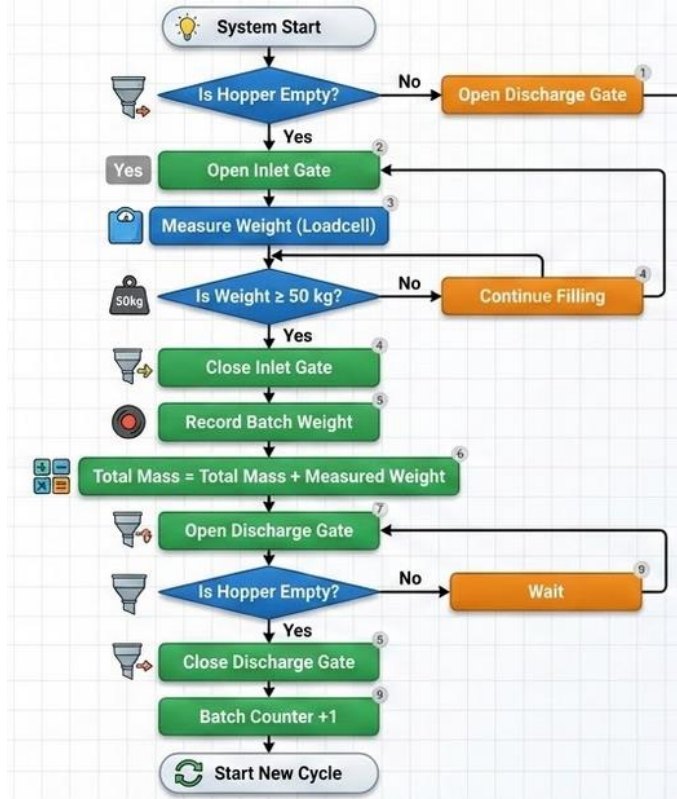 System Start
Is Hopper Empty?
No
1
Open Discharge Gate
Yes
2
Yes
Open Inlet Gate
3
Measure Weight (Loadcell)
50kg
Is Weight ≥ 50 kg?
No
4
Continue Filling
Yes
4
Close Inlet Gate
5
Record Batch Weight
6
Total Mass = Total Mass + Measured Weight
7
Open Discharge Gate
Is Hopper Empty?
No
9
Wait
Yes
5
Close Discharge Gate
9
Batch Counter +1
Start New Cycle